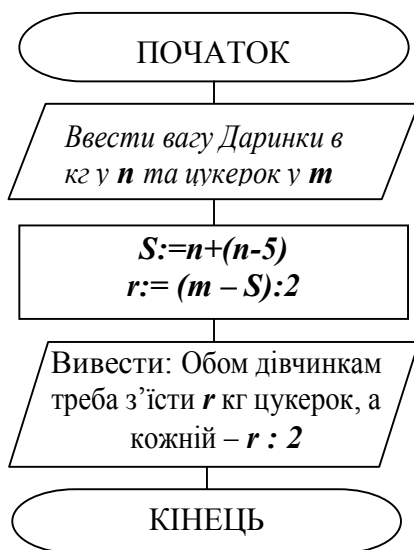 ПОЧАТОК
Ввести вагу Даринки в
кг у n та цукерок у m
S:=n+(n-5)
r:= (m – S):2
Вивести: Обом дівчинкам
треба з’їсти r кг цукерок, а
кожній – r : 2
КІНЕЦЬ